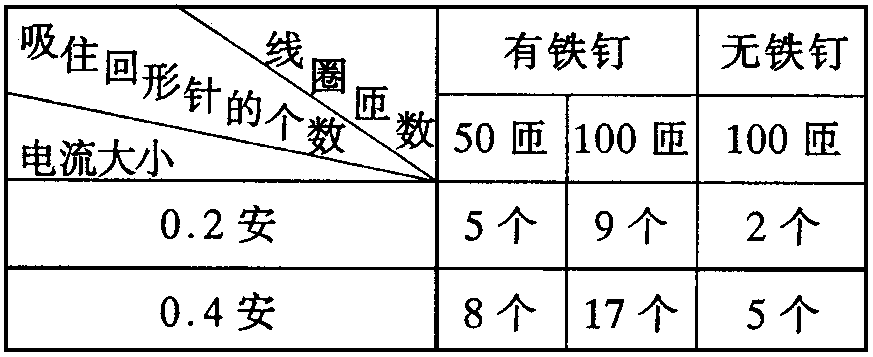 线圈匝数
吸住回形针的个数
电流大小
有铁钉 无铁钉
50 匝 100 匝 100 匝
0.2 安 5 个 9 个 2 个
0.4 安 8 个 17 个 5 个